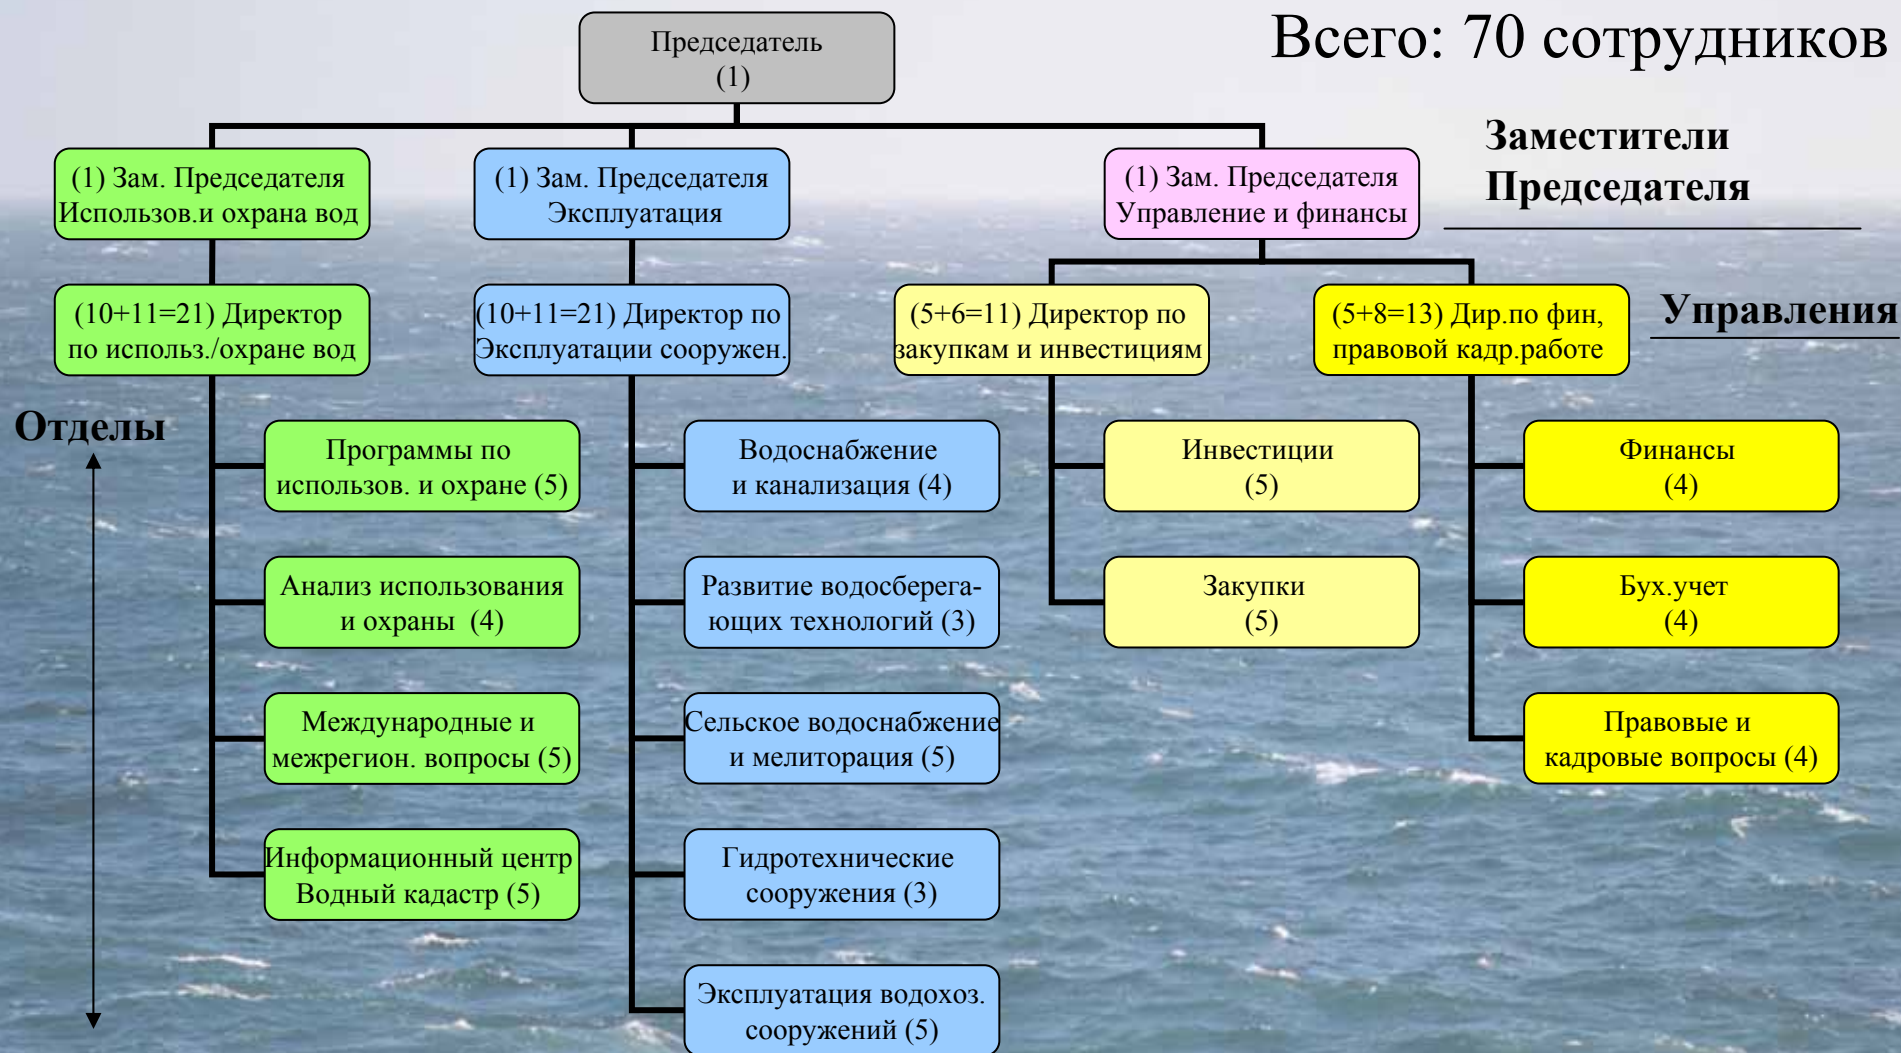 Всего: 70 сотрудников
Председатель
(1)
Заместители
Председателя
(1) Зам. Председателя
Использов.и охрана вод
(1) Зам. Председателя
Эксплуатация
(1) Зам. Председателя
Управление и финансы
Управления
(10+11=21) Директор
по использ./охране вод
(10+11=21) Директор по
Эксплуатации сооружен.
(5+6=11) Директор по
закупкам и инвестициям
(5+8=13) Дир.по фин,
правовой кадр.работе
Отделы
Программы по
использов. и охране (5)
Водоснабжение
и канализация (4)
Инвестиции
(5)
Финансы
(4)
Анализ использования
и охраны (4)
Развитие водосберега-
ющих технологий (3)
Закупки
(5)
Бух.учет
(4)
Международные и
межрегион. вопросы (5)
Сельское водоснабжение
и мелиторация (5)
Правовые и
кадровые вопросы (4)
Информационный центр
Водный кадастр (5)
Гидротехнические
сооружения (3)
Эксплуатация водохоз.
сооружений (5)